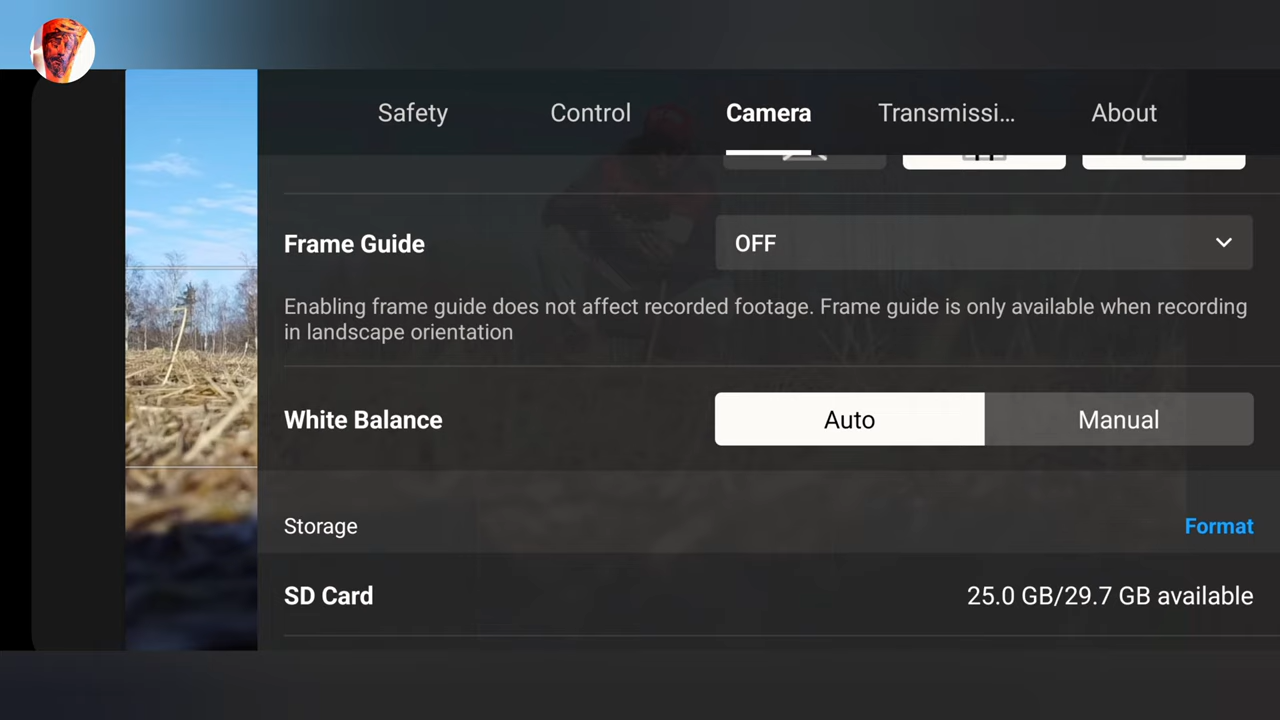 Safety Control Camera Transmissi... About
Frame Guide OFF
Enabling frame guide does not affect recorded footage. Frame guide is only available when recording
in landscape orientation
White Balance Auto Manual
Storage Format
SD Card 25.0 GB/29.7 GB available